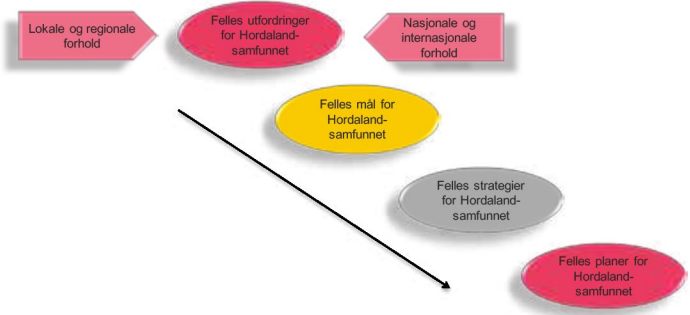 Lokale og regionale
forhold
Felles utfordringer
for Hordaland-
samfunnet
Nasjonale og
internasjonale
forhold
Felles mål for
Hordaland-
samfunnet
Felles strategier
for Hordaland-
samfunnet
Felles planer for
Hordaland-
samfunnet